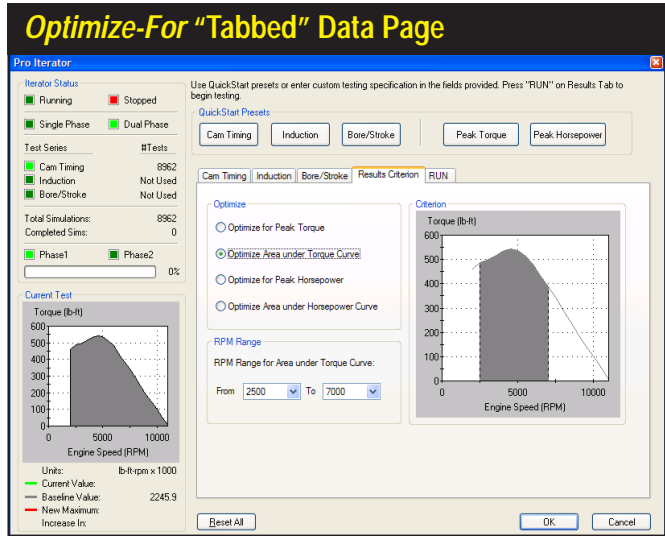 Optimize-For “Tabbed” Data Page
Pro Iterator
Iterator Status
Running Stopped
Single Phase Dual Phase
Test Series #Tests
Cam Timing 8962
Induction Not Used
Bore/Stroke Not Used
Total Simulations: 8962
Completed Sims: 0
Phase1 Phase2
0%
Current Test
Torque (lb-ft)
600
500
400
300
200
100
0
0 5000 10000
Engine Speed (RPM)
Units: lb-ft-rpm x 1000
Current Value:
Baseline Value: 2245.9
New Maximum:
Increase In:
Use QuickStart presets or enter custom testing specification in the fields provided. Press "RUN" on Results Tab to
begin testing.
QuickStart Presets
Cam Timing Induction Bore/Stroke Peak Torque Peak Horsepower
Cam Timing Induction Bore/Stroke Results Criterion RUN
Optimize
Optimize for Peak Torque
Optimize Area under Torque Curve
Optimize for Peak Horsepower
Optimize Area under Horsepower Curve
RPM Range
RPM Range for Area under Torque Curve:
From 2500 To 7000
Criterion
Torque (lb-ft)
600
500
400
300
200
100
0
0 5000 10000
Engine Speed (RPM)
Reset All OK Cancel